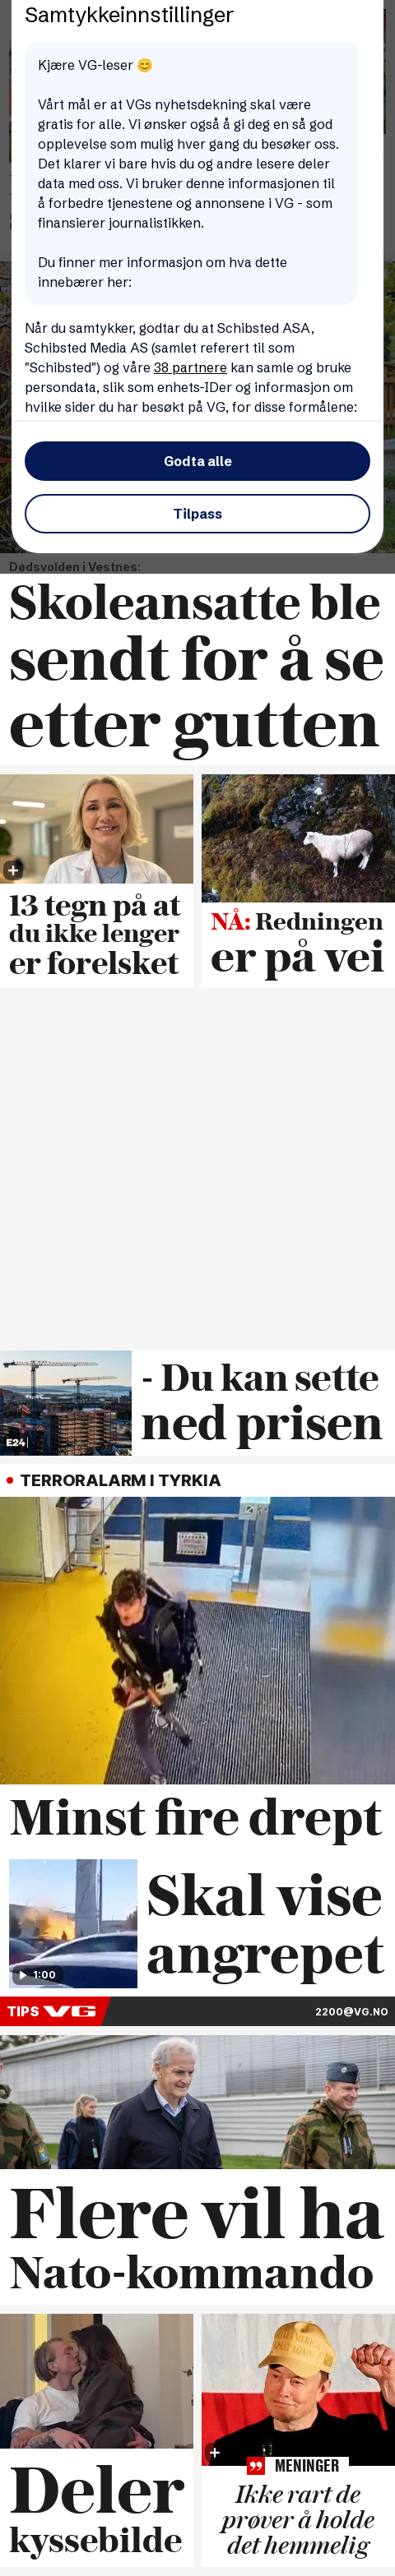 Samtykkeinnstillinger
Kjære VG-leser 😊
Vårt mål er at VGs nyhetsdekning skal være
gratis for alle. Vi ønsker også å gi deg en så god
opplevelse som mulig hver gang du besøker oss.
Det klarer vi bare hvis du og andre lesere deler
data med oss. Vi bruker denne informasjonen til
å forbedre tjenestene og annonsene i VG - som
finansierer journalistikken.
Du finner mer informasjon om hva dette
innebærer her:
Når du samtykker, godtar du at Schibsted ASA,
Schibsted Media AS (samlet referert til som
"Schibsted") og våre 38 partnere kan samle og bruke
persondata, slik som enhets-IDer og informasjon om
hvilke sider du har besøkt på VG, for disse formålene:
Godta alle
Tilpass
Dødsvolden i Vestnes:
Skoleansatte ble
sendt for å se
etter gutten
13 tegn på at
du ikke lenger
er forelsket
NÅ: Redningen
er på vei
E24
- Du kan sette
ned prisen
TERRORALARM I TYRKIA
Minst fire drept
1:00
Skal vise
angrepet
TIPS VG 2200@VG.NO
Flere vil ha
Nato-kommando
Deler
kyssebilde
MENINGER
Ikke rart de
prøver å holde
det hemmelig